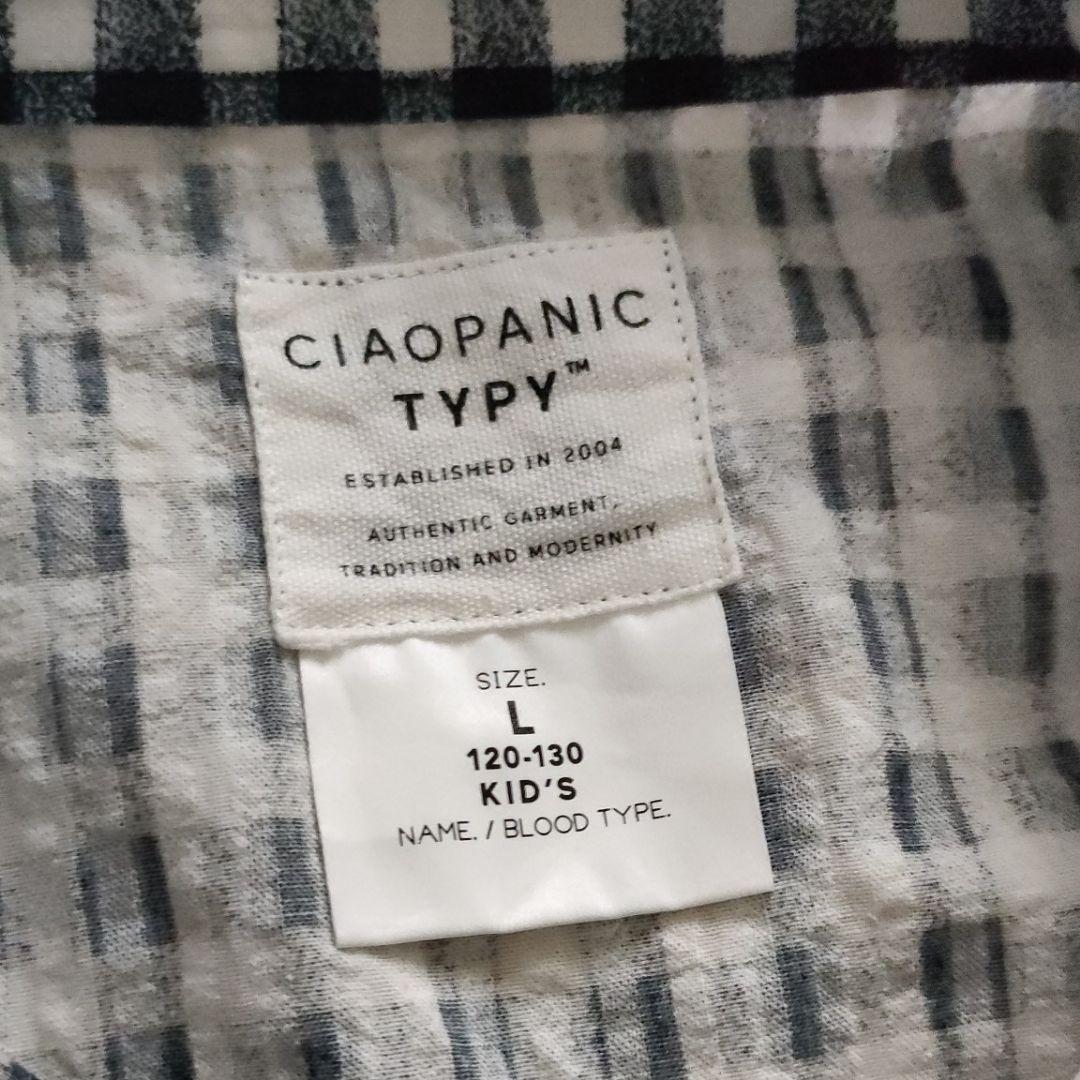 CIAOPANIC
TYPY™
ESTABLISHED IN 2004
AUTHENTIC GARMENT,
TRADITION AND MODERNITY
SIZE.
L
120-130
KID'S
NAME. / BLOOD TYPE.